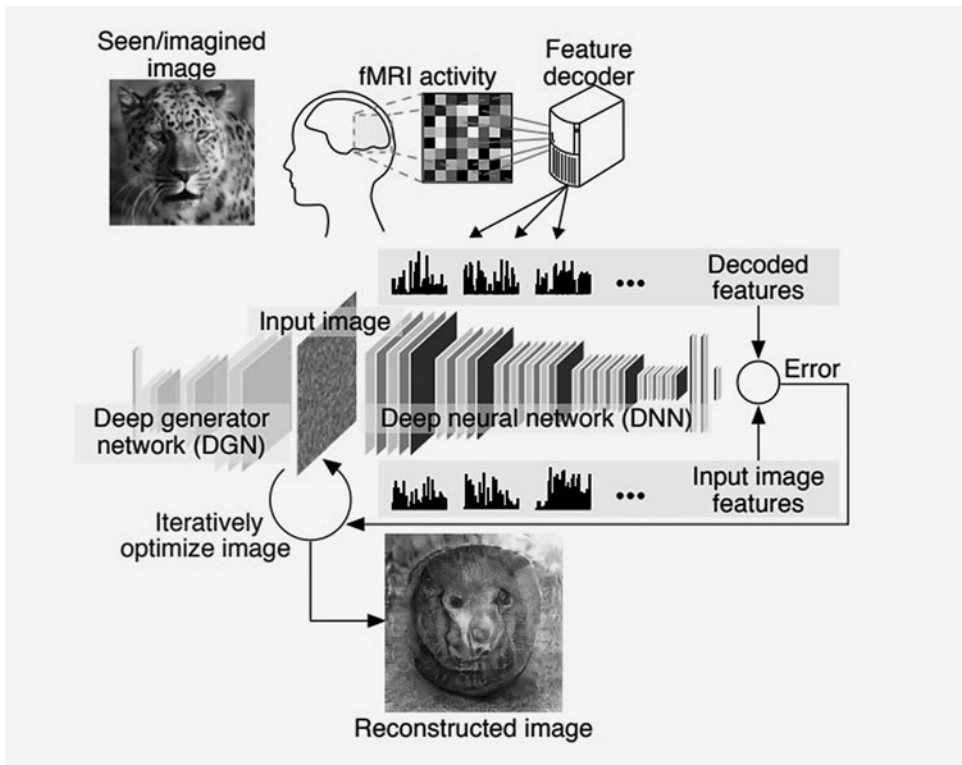 Seen/imagined
image
fMRI activity
Feature
decoder
Decoded
features
Input image
Error
Deep generator
network (DGN)
Deep neural network (DNN)
Input image
features
Iteratively
optimize image
Reconstructed image